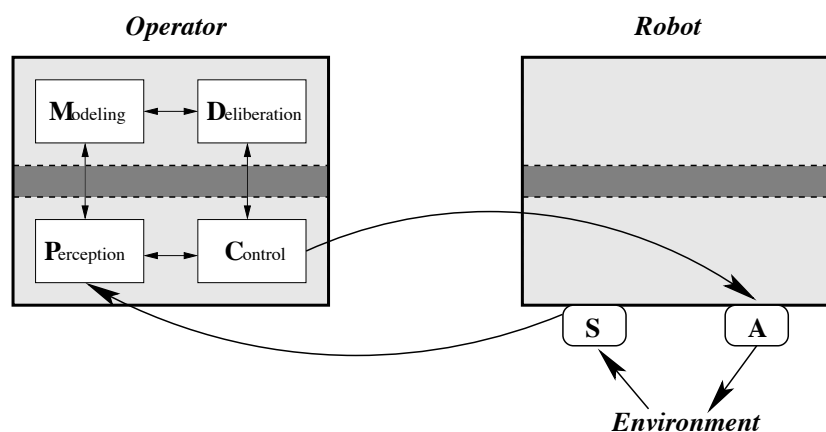 Operator
Robot
Modeling
Deliberation
Perception
Control
S
A
Environment